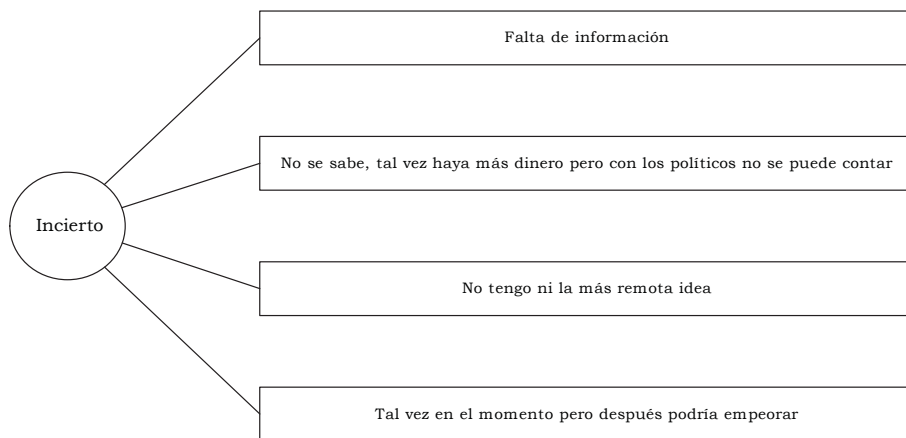 Falta de información
No se sabe, tal vez haya más dinero pero con los políticos no se puede contar
Incierto
No tengo ni la más remota idea
Tal vez en el momento pero después podría empeorar